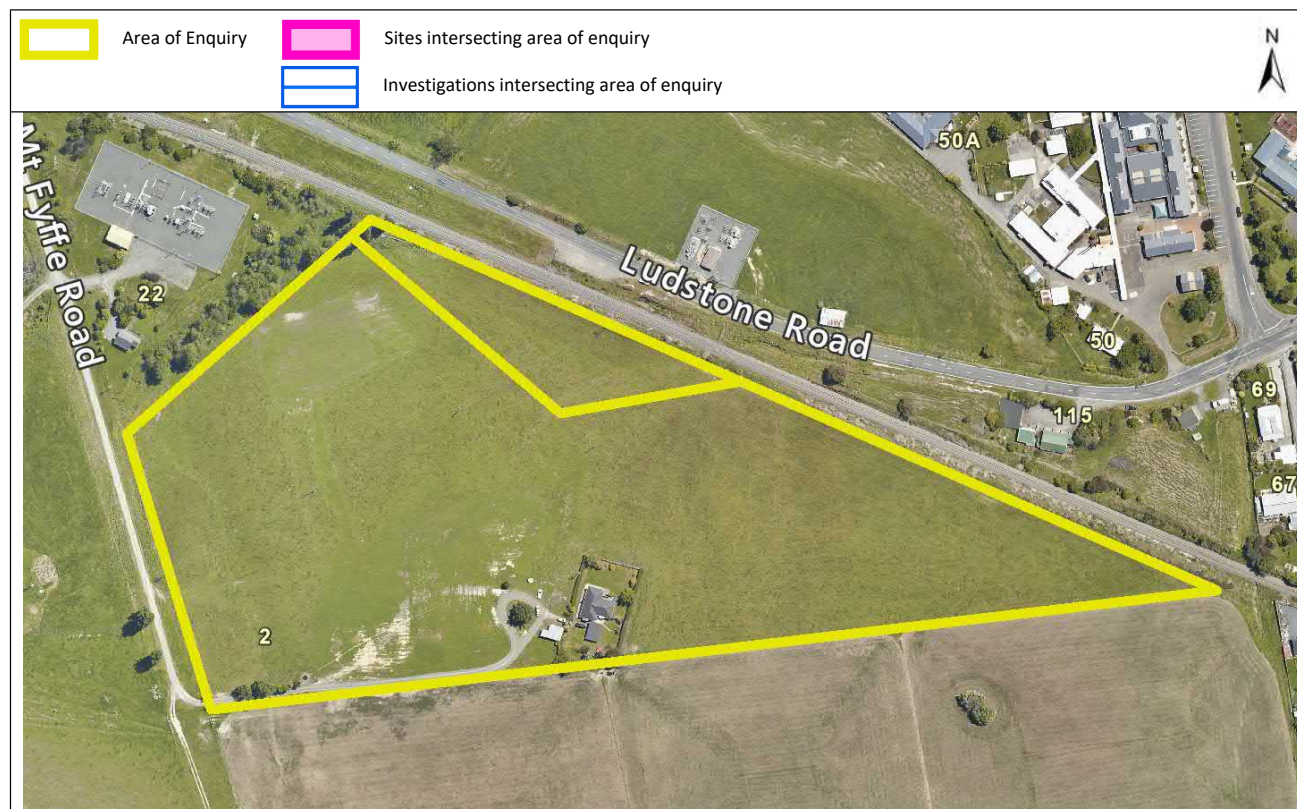 Area of Enquiry
Sites intersecting area of enquiry
Investigations intersecting area of enquiry
N
Mt Fyffe Road
22
50A
Ludstone Road
50
69
115
67
2